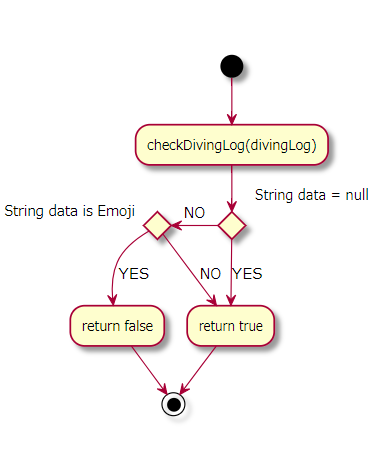 checkDivingLog(divingLog)
String data = null
String data is Emoji
NO
YES
NO
YES
return false
return true